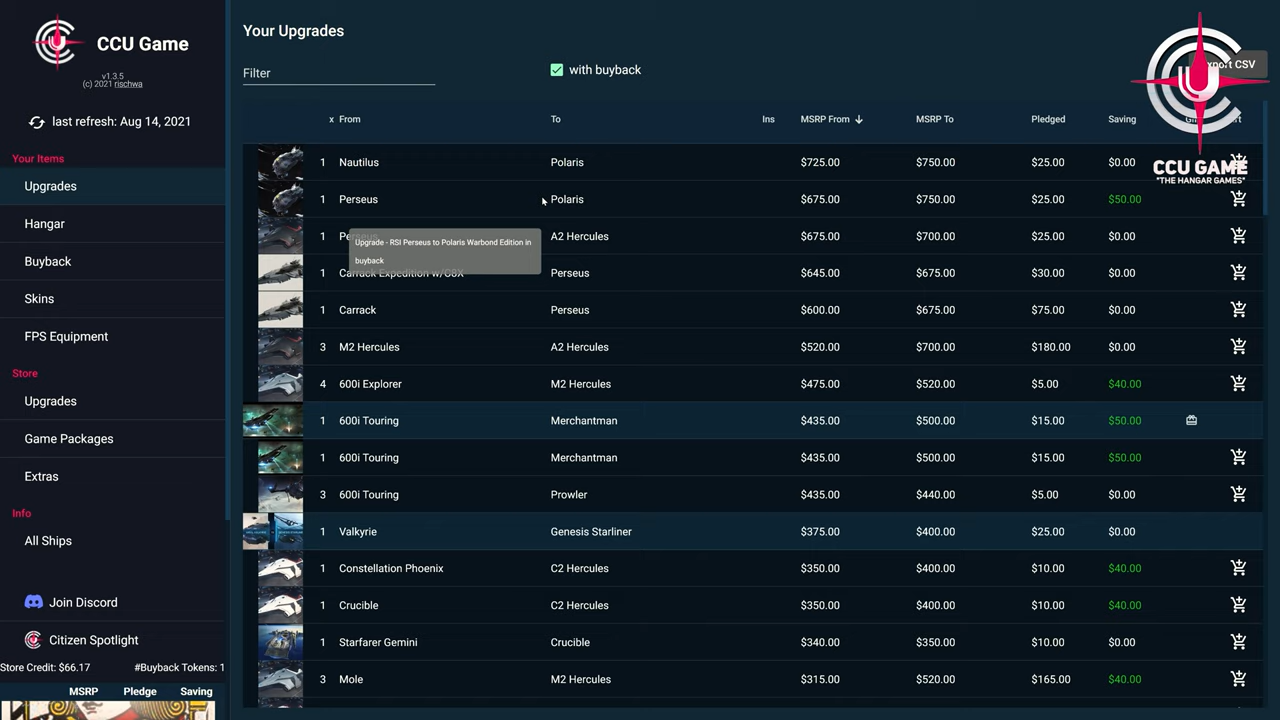 CCU Game
v1.3.5
(c) 2021 rischwa
last refresh: Aug 14, 2021
Your Items
Upgrades
Hangar
Buyback
Skins
FPS Equipment
Store
Upgrades
Game Packages
Extras
Info
All Ships
Join Discord
Citizen Spotlight
Store Credit: $66.17 #Buyback Tokens: 1
MSRP Pledge Saving
Your Upgrades
Filter
with buyback
CSV
CCU GAME
"THE HANGAR GAMES"
x From To Ins MSRP From MSRP To Pledged Saving
1 Nautilus Polaris $725.00 $750.00 $25.00 $0.00
1 Perseus Polaris $675.00 $750.00 $25.00 $50.00
1 A2 Hercules $675.00 $700.00 $25.00 $0.00
Upgrade - RSI Perseus to Polaris Warbond Edition in
buyback
1 Carrack Expedition w/C8X Perseus $645.00 $675.00 $30.00 $0.00
1 Carrack Perseus $600.00 $675.00 $75.00 $0.00
3 M2 Hercules A2 Hercules $520.00 $700.00 $180.00 $0.00
4 600i Explorer M2 Hercules $475.00 $520.00 $5.00 $40.00
1 600i Touring Merchantman $435.00 $500.00 $15.00 $50.00
1 600i Touring Merchantman $435.00 $500.00 $15.00 $50.00
3 600i Touring Prowler $435.00 $440.00 $5.00 $0.00
1 Valkyrie Genesis Starliner $375.00 $400.00 $25.00 $0.00
1 Constellation Phoenix C2 Hercules $350.00 $400.00 $10.00 $40.00
1 Crucible C2 Hercules $350.00 $400.00 $10.00 $40.00
1 Starfarer Gemini Crucible $340.00 $350.00 $10.00 $0.00
3 Mole M2 Hercules $315.00 $520.00 $165.00 $40.00